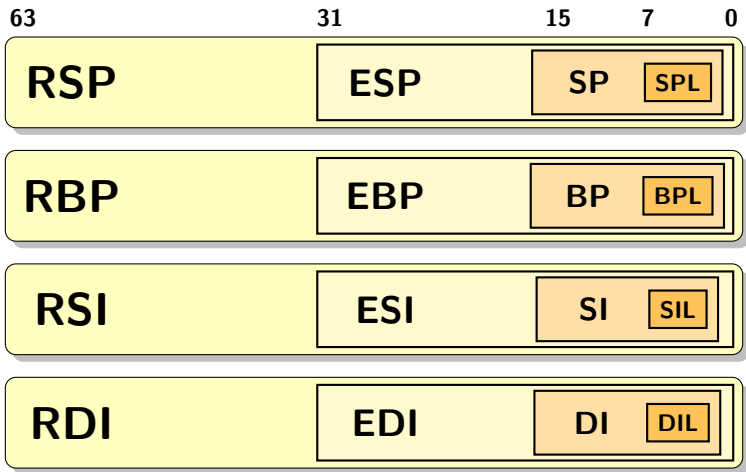 63 31 15 7 0
RSP ESP SP SPL
RBP EBP BP BPL
RSI ESI SI SIL
RDI EDI DI DIL